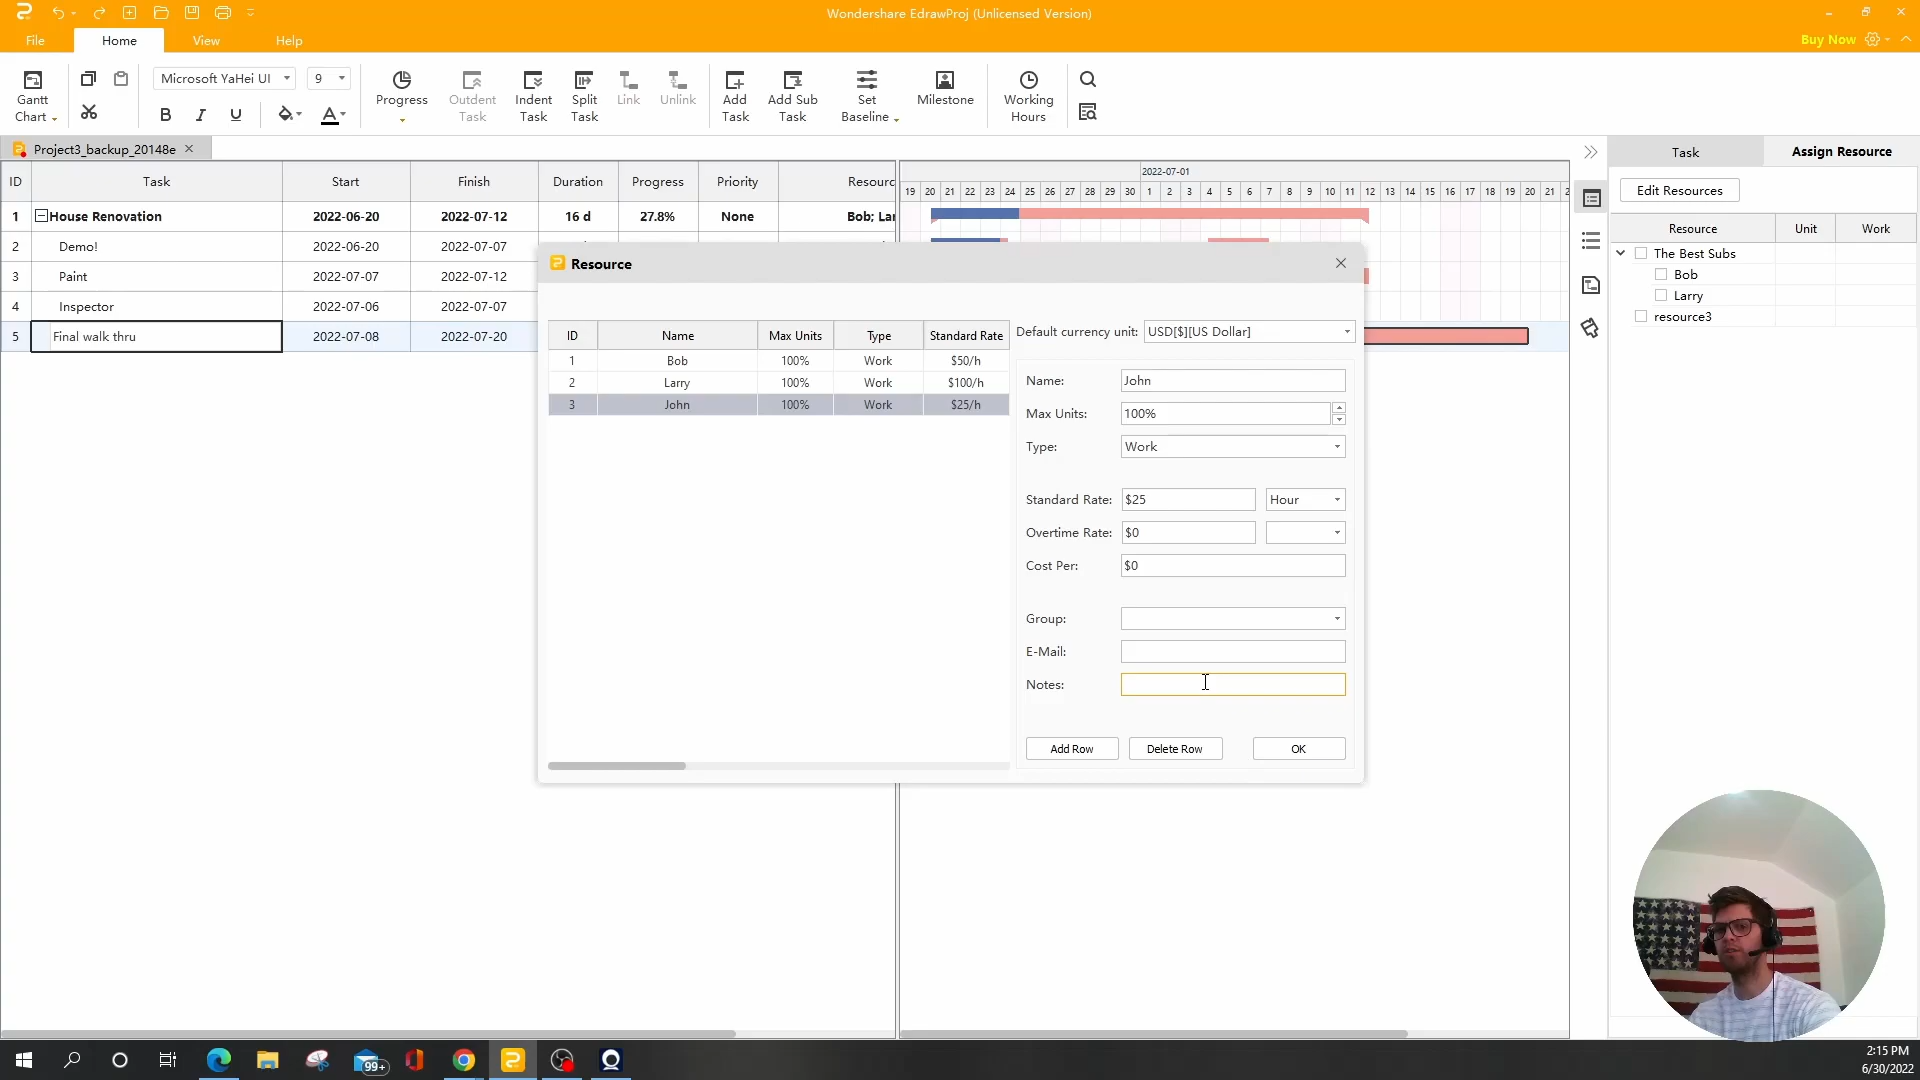 Wondershare EdrawProj (Unlicensed Version)
File
Home
View
Help
Buy Now
Gantt
Chart
Microsoft YaHei UI
9
B
I
U
A
Progress
Outdent
Task
Indent
Task
Split
Task
Link
Unlink
Add
Task
Add Sub
Task
Set
Baseline
Milestone
Working
Hours
Project3_backup_20148e
Task
Assign Resource
Edit Resources
Resource Unit Work
The Best Subs
Bob
Larry
resource3
ID Task Start Finish Duration Progress Priority Resourc
1 House Renovation 2022-06-20 2022-07-12 16 d 27.8% None Bob; Lar
2 Demo! 2022-06-20 2022-07-07
3 Paint 2022-07-07 2022-07-12
4 Inspector 2022-07-06 2022-07-07
5 Final walk thru 2022-07-08 2022-07-20
2022-07-01
19 20 21 22 23 24 25 26 27 28 29 30 1 2 3 4 5 6 7 8 9 10 11 12 13 14 15 16 17 18 19 20 21 2
Resource
ID Name Max Units Type Standard Rate
1 Bob 100% Work $50/h
2 Larry 100% Work $100/h
3 John 100% Work $25/h
Default currency unit: USD[$][US Dollar]
Name: John
Max Units: 100%
Type: Work
Standard Rate: $25 Hour
Overtime Rate: $0
Cost Per: $0
Group:
E-Mail:
Notes:
Add Row
Delete Row
OK
99+
2:15 PM
6/30/2022